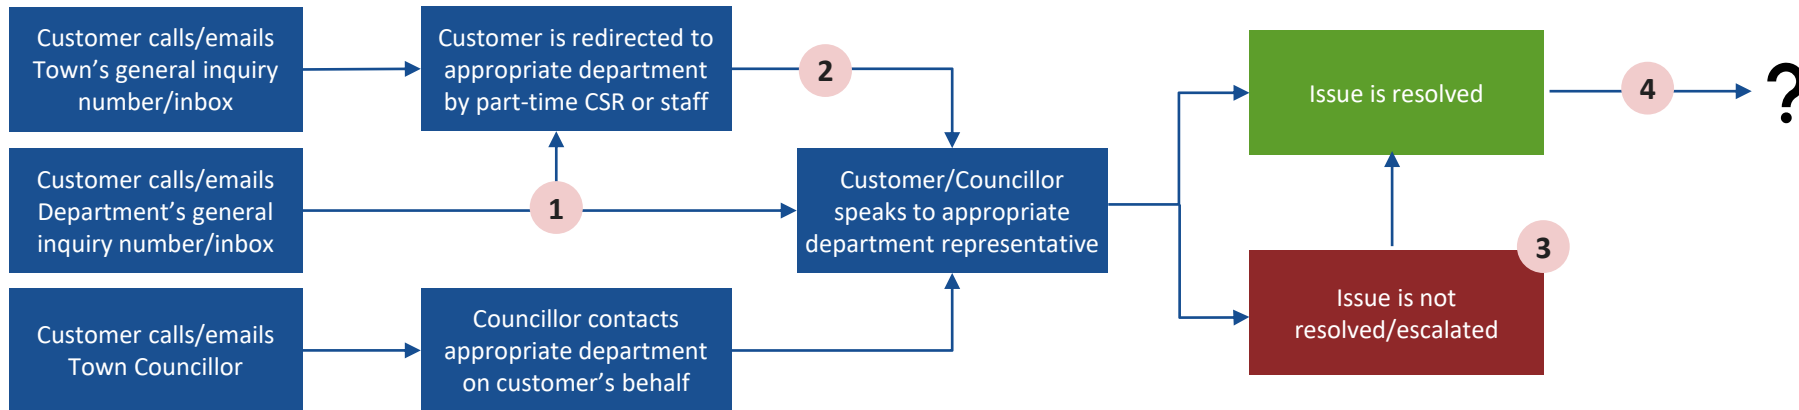 Customer calls/emails
Town's general inquiry
number/inbox
Customer is redirected to
appropriate department
by part-time CSR or staff
2
Issue is resolved
4
?
Customer calls/emails
Department's general
inquiry number/inbox
1
Customer/Councillor
speaks to appropriate
department representative
3
Issue is not
resolved/escalated
Customer calls/emails
Town Councillor
Councillor contacts
appropriate department
on customer's behalf